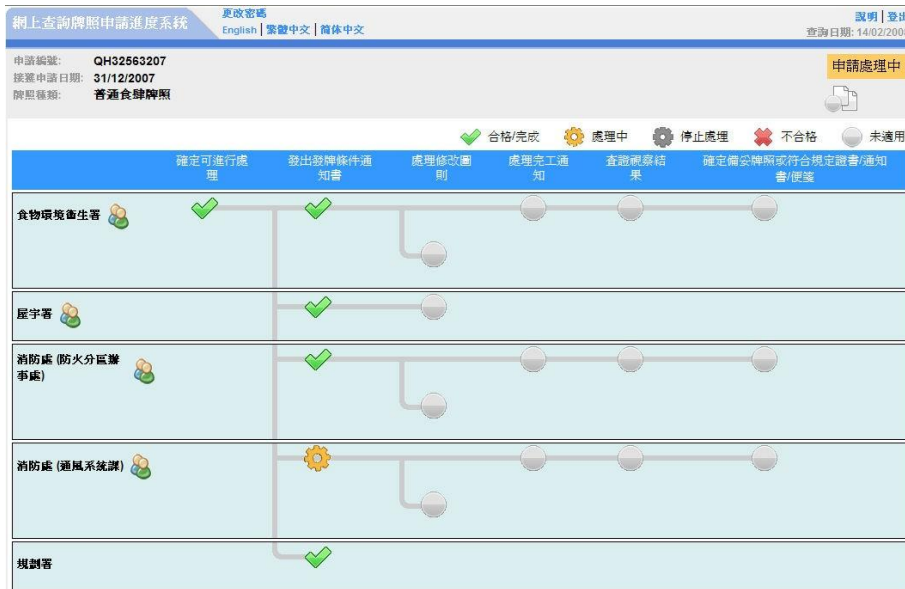 網上查詢牌照申請進度系統
更改密碼
English | 繁體中文 | 简体中文
說明 | 登出
查詢日期: 14/02/200
申請編號: QH32563207
接獲申請日期: 31/12/2007
牌照種類: 普通食肆牌照
申請處理中
合格/完成 處理中 停止處理 不合格 未適用
確定可進行處理
發出發牌條件通知書
處理修改圖則
處理完工通知
查證視察結果
確定備妥牌照或符合規定證書/通知書/便箋
食物環境衞生署
屋宇署
消防處 (防火分區辦
事處)
消防處 (通風系統課)
規劃署